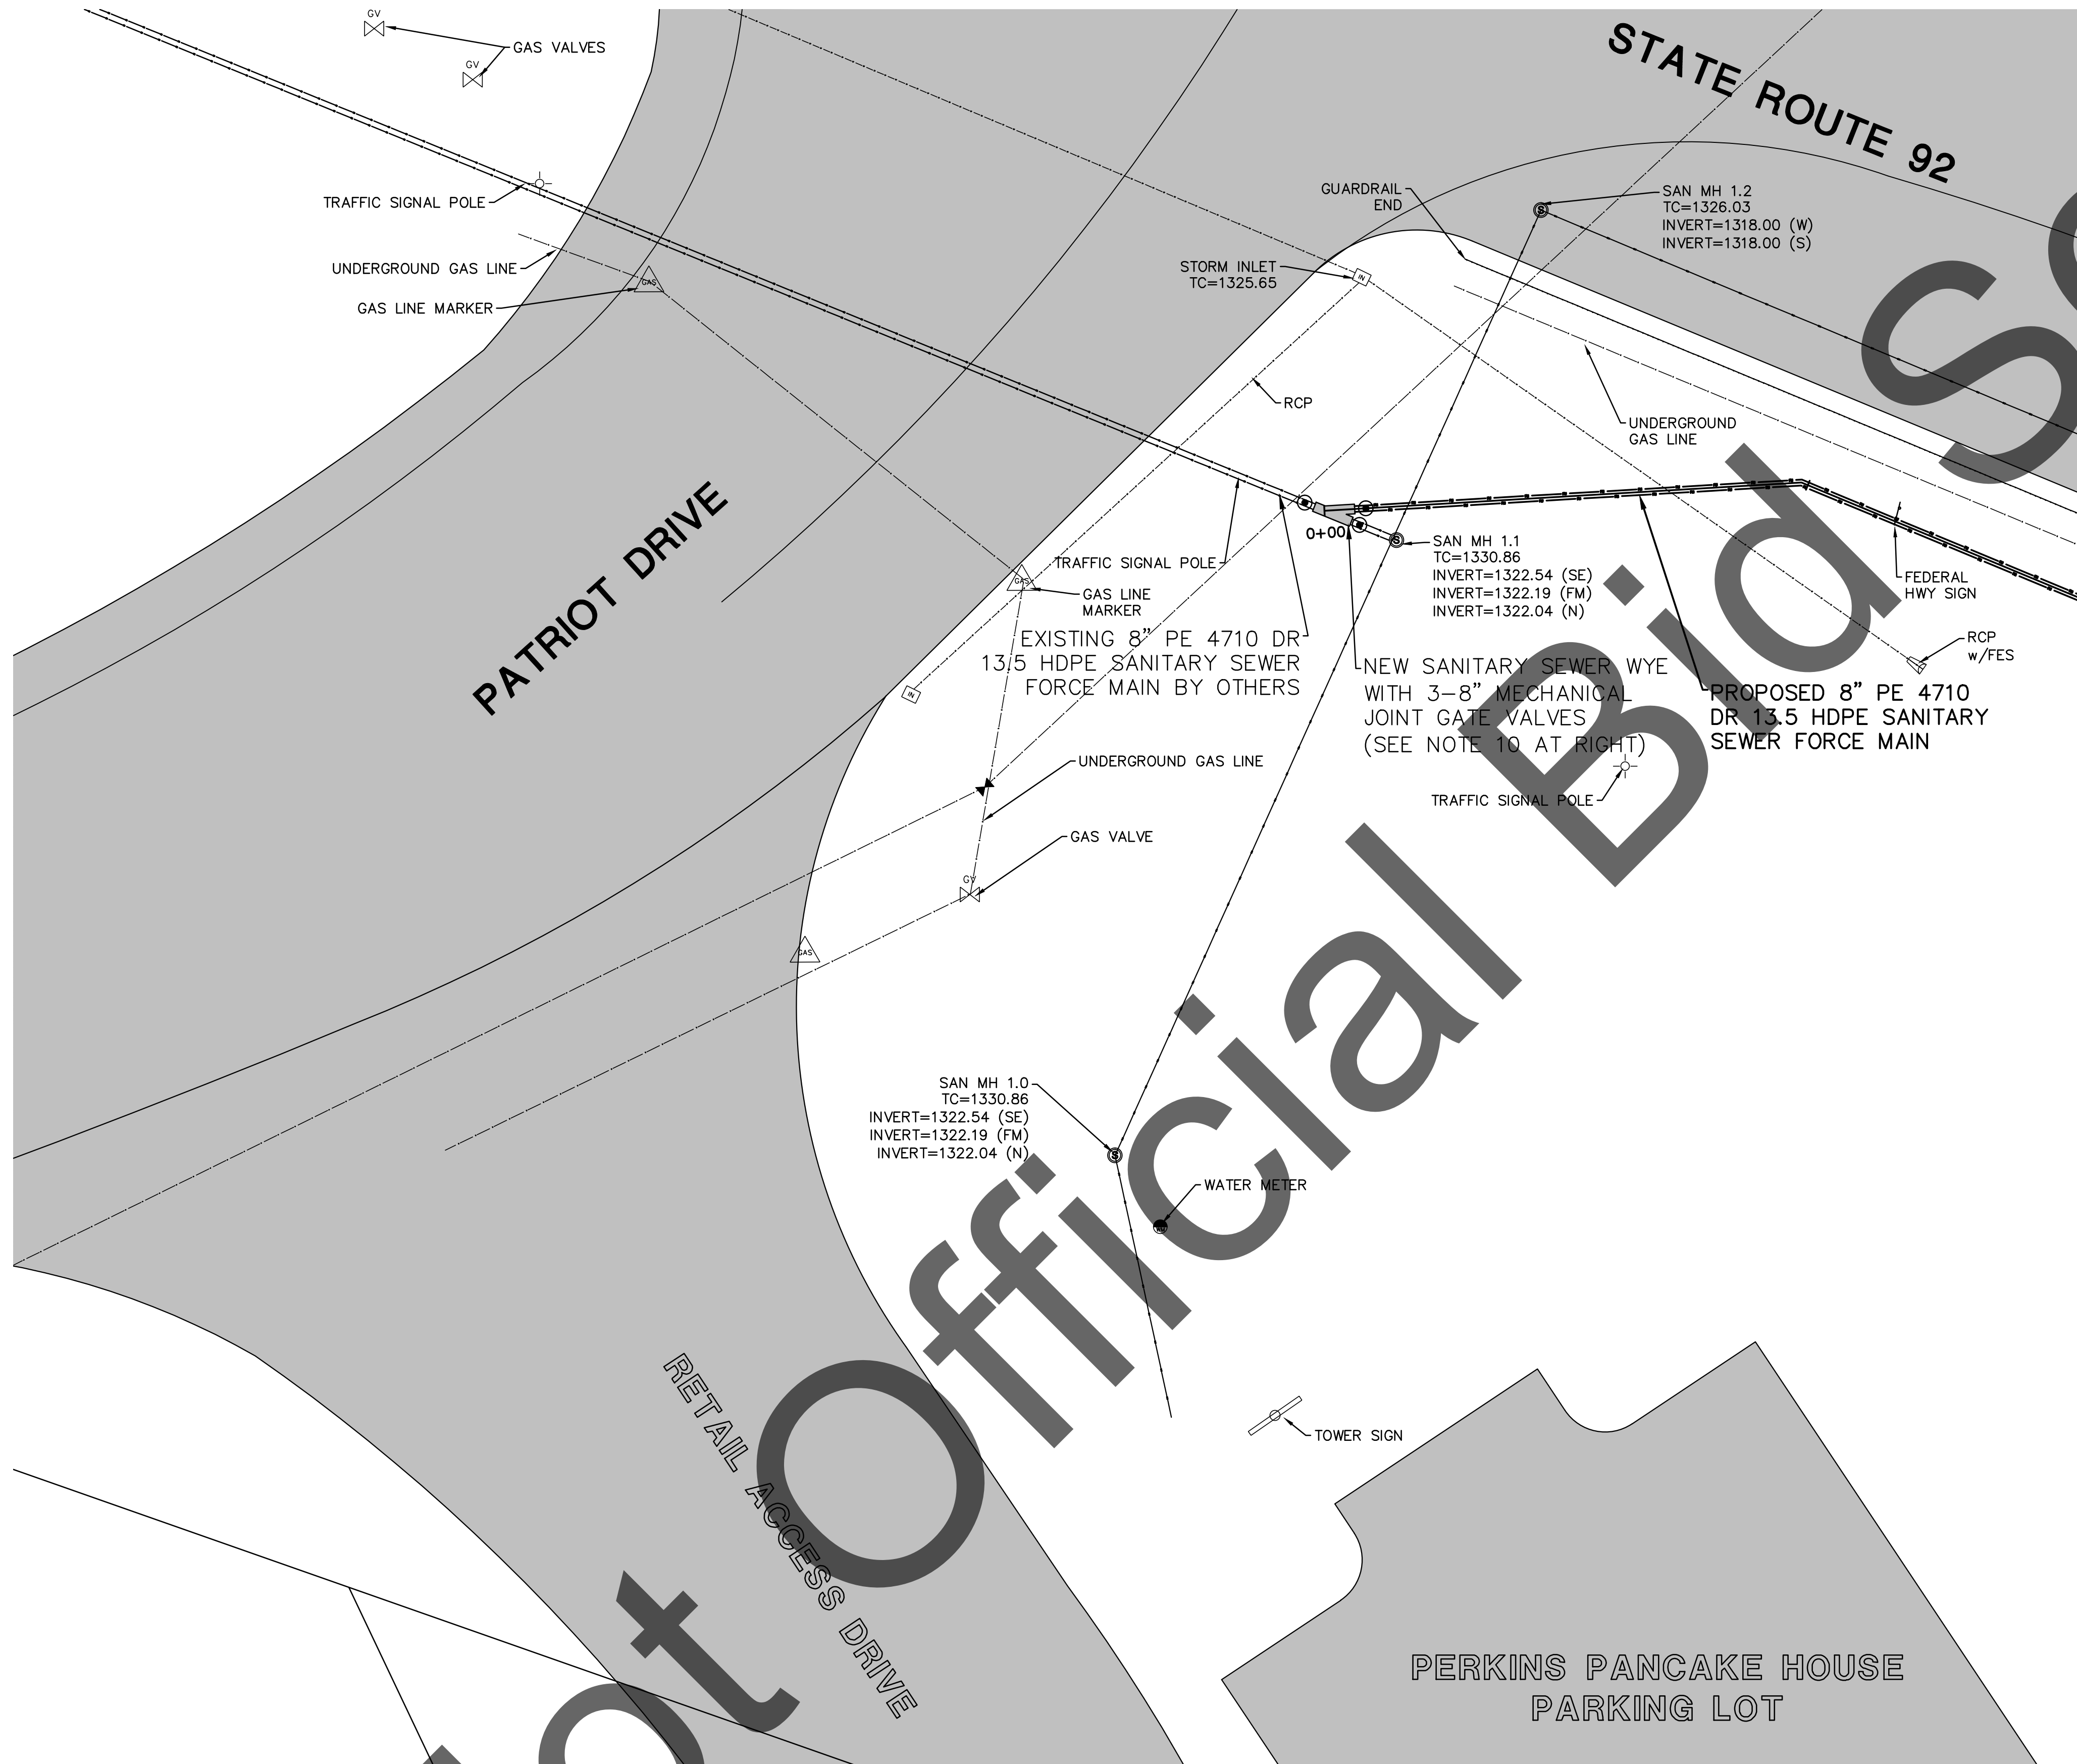 GV
GAS VALVES
GV
STATE ROUTE 92
TRAFFIC SIGNAL POLE
UNDERGROUND GAS LINE
GAS
GAS LINE MARKER
GUARDRAIL
END
SAN MH 1.2
TC=1326.03
INVERT=1318.00 (W)
INVERT=1318.00 (S)
S
STORM INLET
TC=1325.65
IN
RCP
UNDERGROUND
GAS LINE
PATRIOT DRIVE
0+00
S
SAN MH 1.1
TC=1330.86
INVERT=1322.54 (SE)
INVERT=1322.19 (FM)
INVERT=1322.04 (N)
TRAFFIC SIGNAL POLE
GAS
GAS LINE
MARKER
FEDERAL
HWY SIGN
RCP
w/FES
EXISTING 8" PE 4710 DR
13.5 HDPE SANITARY SEWER
FORCE MAIN BY OTHERS
IN
NEW SANITARY SEWER WYE
WITH 3-8" MECHANICAL
JOINT GATE VALVES
(SEE NOTE 10 AT RIGHT)
PROPOSED 8" PE 4710
DR 13.5 HDPE SANITARY
SEWER FORCE MAIN
UNDERGROUND GAS LINE
TRAFFIC SIGNAL POLE
GAS VALVE
GV
GAS
SAN MH 1.0
TC=1330.86
INVERT=1322.54 (SE)
INVERT=1322.19 (FM)
INVERT=1322.04 (N)
S
WATER METER
TOWER SIGN
RETAIL ACCESS DRIVE
PERKINS PANCAKE HOUSE
PARKING LOT
Official Bid